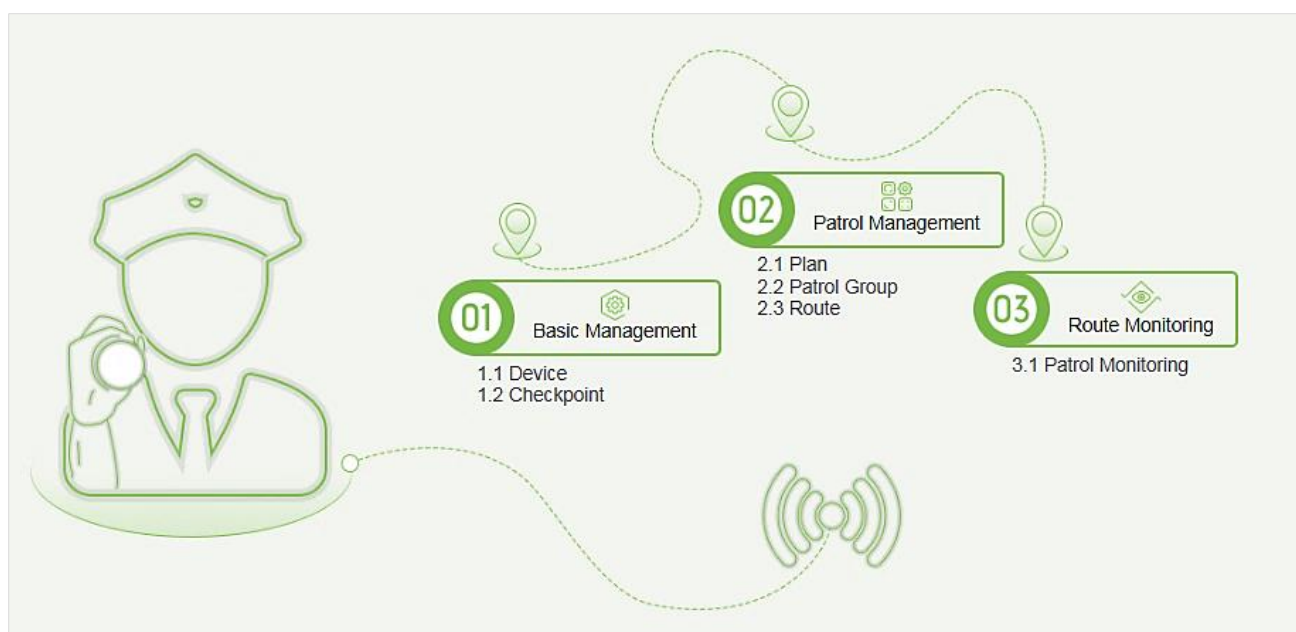 01
Basic Management
1.1 Device
1.2 Checkpoint
02
Patrol Management
2.1 Plan
2.2 Patrol Group
2.3 Route
03
Route Monitoring
3.1 Patrol Monitoring